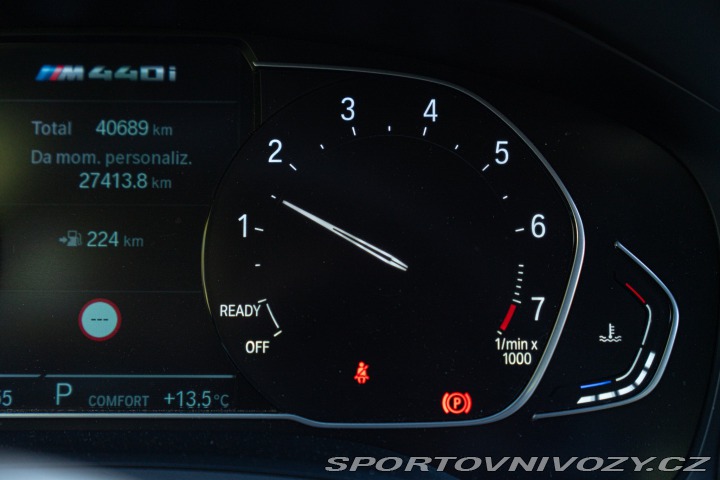 M440i
Total 40689 km
Da mom. personaliz.
27413.8 km
224 km
---
55
P COMFORT +13.5°C
1
2
3
4
5
6
7
READY
OFF
1/min x
1000
P
SPORTOVNIVOZY.CZ